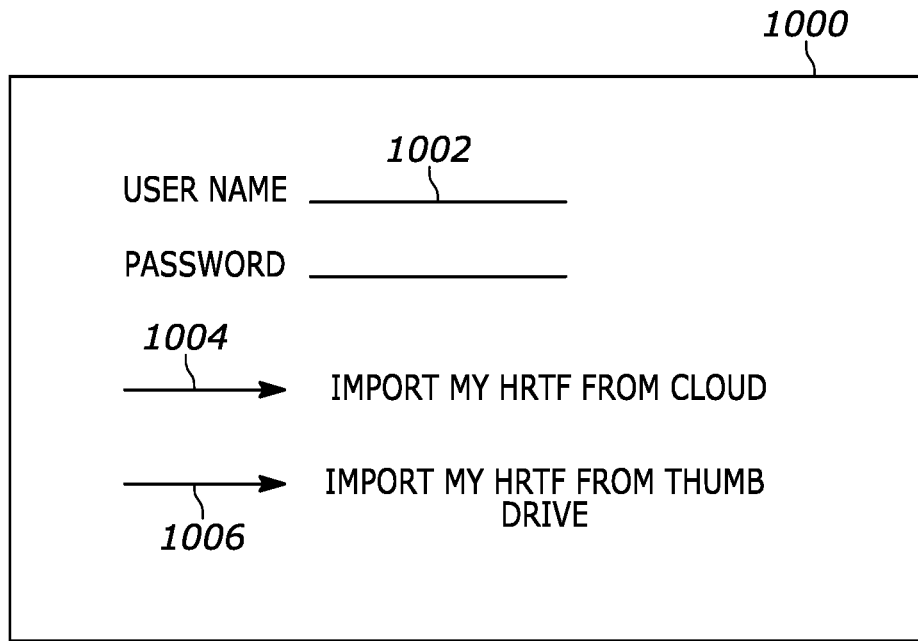 1000
1002
USER NAME
PASSWORD
1004
IMPORT MY HRTF FROM CLOUD
IMPORT MY HRTF FROM THUMB
DRIVE
1006